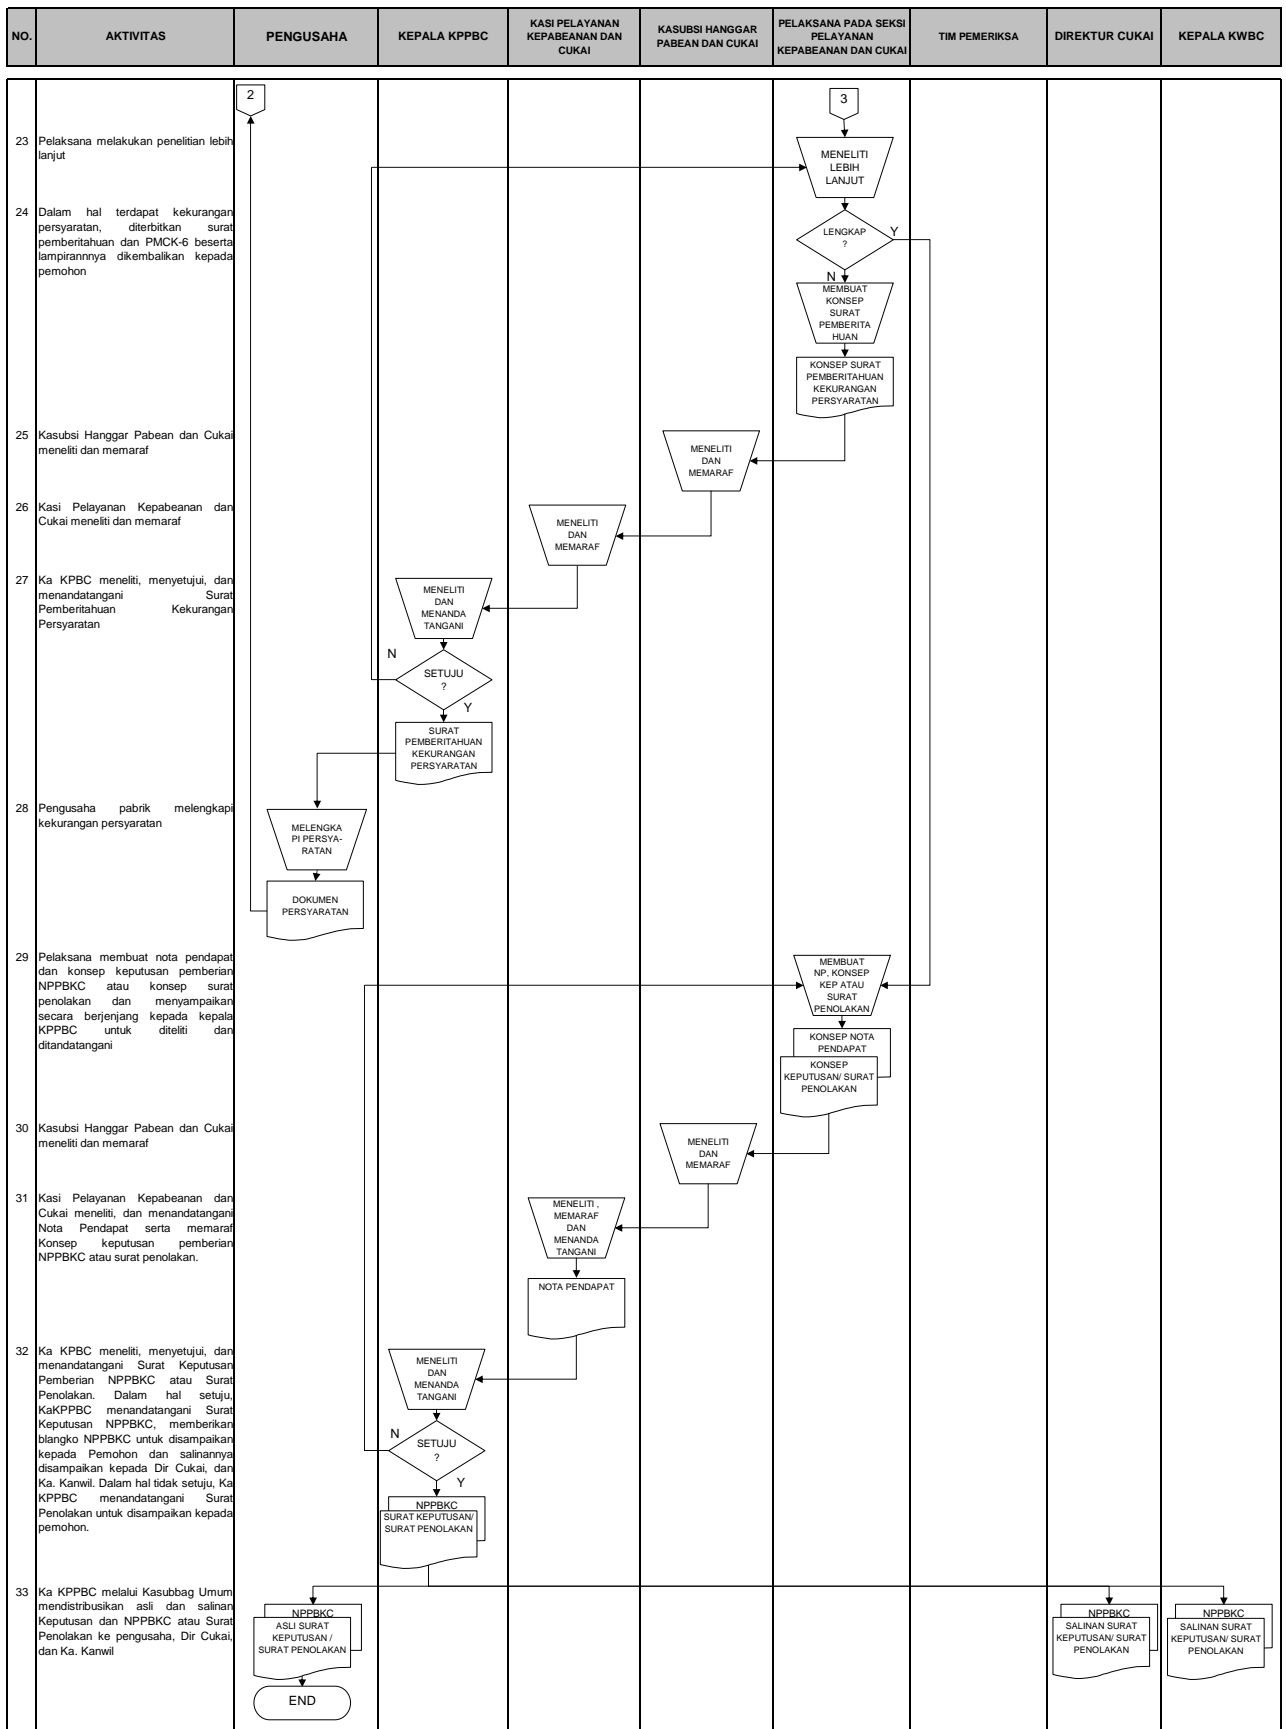 NO.
AKTIVITAS
PENGUSAHA
KEPALA KPPBC
KASI PELAYANAN
KEPABEANAN DAN
CUKAI
KASUBSI HANGGAR
PABEAN DAN CUKAI
PELAKSANA PADA SEKSI
PELAYANAN
KEPABEANAN DAN CUKAI
TIM PEMERIKSA
DIREKTUR CUKAI
KEPALA KWBC
2
3
23 Pelaksana melakukan penelitian lebih
lanjut
MENELITI
LEBIH
LANJUT
24 Dalam hal terdapat kekurangan
persyaratan, diterbitkan surat
pemberitahuan dan PMCK-6 beserta
lampirannnya dikembalikan kepada
pemohon
LENGKAP
?
Y
N
MEMBUAT
KONSEP
SURAT
PEMBERITA
HUAN
KONSEP SURAT
PEMBERITAHUAN
KEKURANGAN
PERSYARATAN
25 Kasubsi Hanggar Pabean dan Cukai
meneliti dan memaraf
MENELITI
DAN
MEMARAF
26 Kasi Pelayanan Kepabeanan dan
Cukai meneliti dan memaraf
MENELITI
DAN
MEMARAF
27 Ka KPBC meneliti, menyetujui, dan
menandatangani Surat
Pemberitahuan Kekurangan
Persyaratan
MENELITI
DAN
MENANDA
TANGANI
N
SETUJU
?
Y
SURAT
PEMBERITAHUAN
KEKURANGAN
PERSYARATAN
28 Pengusaha pabrik melengkapi
kekurangan persyaratan
MELENGKA
PI PERSYA-
RATAN
DOKUMEN
PERSYARATAN
29 Pelaksana membuat nota pendapat
dan konsep keputusan pemberian
NPPBKC atau konsep surat
penolakan dan menyampaikan
secara berjenjang kepada kepala
KPPBC untuk diteliti dan
ditandatangani
MEMBUAT
NP, KONSEP
KEP ATAU
SURAT
PENOLAKAN
KONSEP NOTA
PENDAPAT
KONSEP
KEPUTUSAN/ SURAT
PENOLAKAN
30 Kasubsi Hanggar Pabean dan Cukai
meneliti dan memaraf
MENELITI
DAN
MEMARAF
31 Kasi Pelayanan Kepabeanan dan
Cukai meneliti, dan menandatangani
Nota Pendapat serta memaraf
Konsep keputusan pemberian
NPPBKC atau surat penolakan.
MENELITI ,
MEMARAF
DAN
MENANDA
TANGANI
NOTA PENDAPAT
32 Ka KPBC meneliti, menyetujui, dan
menandatangani Surat Keputusan
Pemberian NPPBKC atau Surat
Penolakan. Dalam hal setuju,
KaKPPBC menandatangani Surat
Keputusan NPPBKC, memberikan
blangko NPPBKC untuk disampaikan
kepada Pemohon dan salinannya
disampaikan kepada Dir Cukai, dan
Ka. Kanwil. Dalam hal tidak setuju, Ka
KPPBC menandatangani Surat
Penolakan untuk disampaikan kepada
pemohon.
MENELITI
DAN
MENANDA
TANGANI
N
SETUJU
?
Y
NPPBKC
SURAT KEPUTUSAN/
SURAT PENOLAKAN
33 Ka KPPBC melalui Kasubbag Umum
mendistribusikan asli dan salinan
Keputusan dan NPPBKC atau Surat
Penolakan ke pengusaha, Dir Cukai,
dan Ka. Kanwil
NPPBKC
ASLI SURAT
KEPUTUSAN /
SURAT PENOLAKAN
END
NPPBKC
SALINAN SURAT
KEPUTUSAN/ SURAT
PENOLAKAN
NPPBKC
SALINAN SURAT
KEPUTUSAN/ SURAT
PENOLAKAN